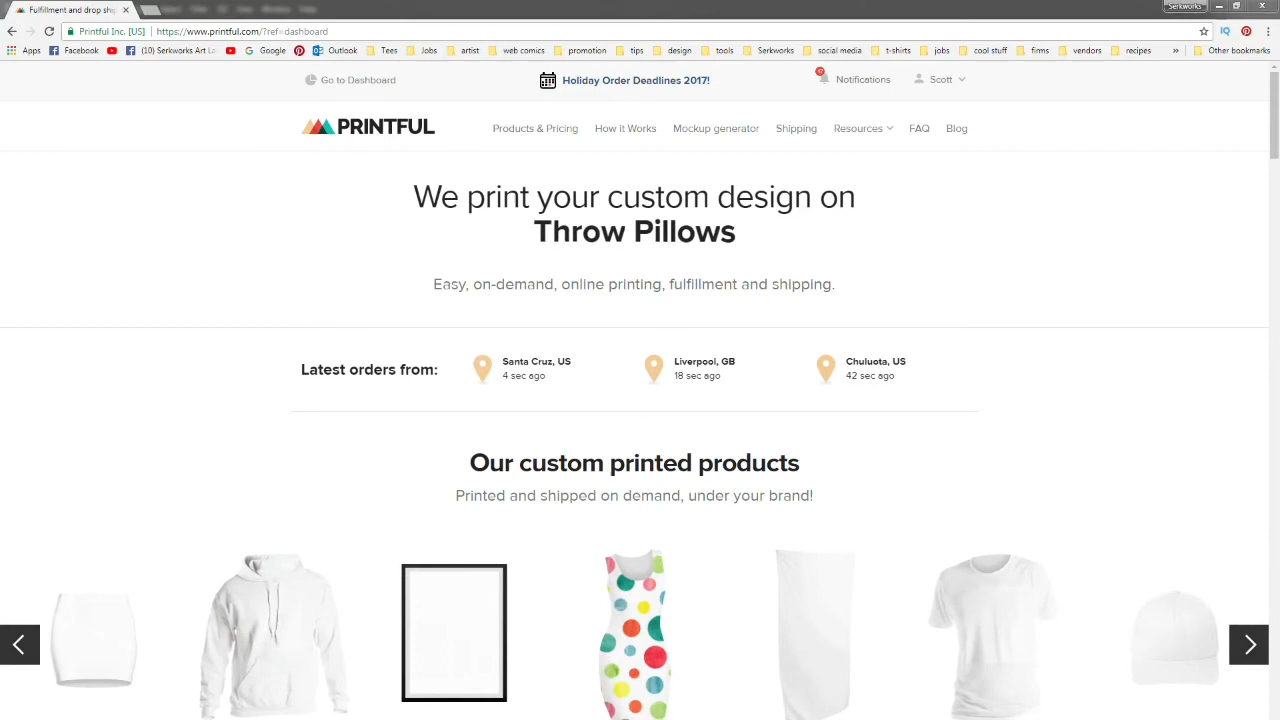 Fulfillment and drop shi
Serkworks
Printful Inc. [US] https://www.printful.com/?ref=dashboard
Apps Facebook (10) Serkworks Art La Google Outlook Tees Jobs artist web comics promotion tips design tools Serkworks social media t-shirts jobs cool stuff firms vendors recipes Other bookmarks
Go to Dashboard Holiday Order Deadlines 2017! Notifications Scott
PRINTFUL Products & Pricing How it Works Mockup generator Shipping Resources FAQ Blog
We print your custom design on
Throw Pillows
Easy, on-demand, online printing, fulfillment and shipping.
Latest orders from:
Santa Cruz, US
4 sec ago
Liverpool, GB
18 sec ago
Chuluota, US
42 sec ago
Our custom printed products
Printed and shipped on demand, under your brand!